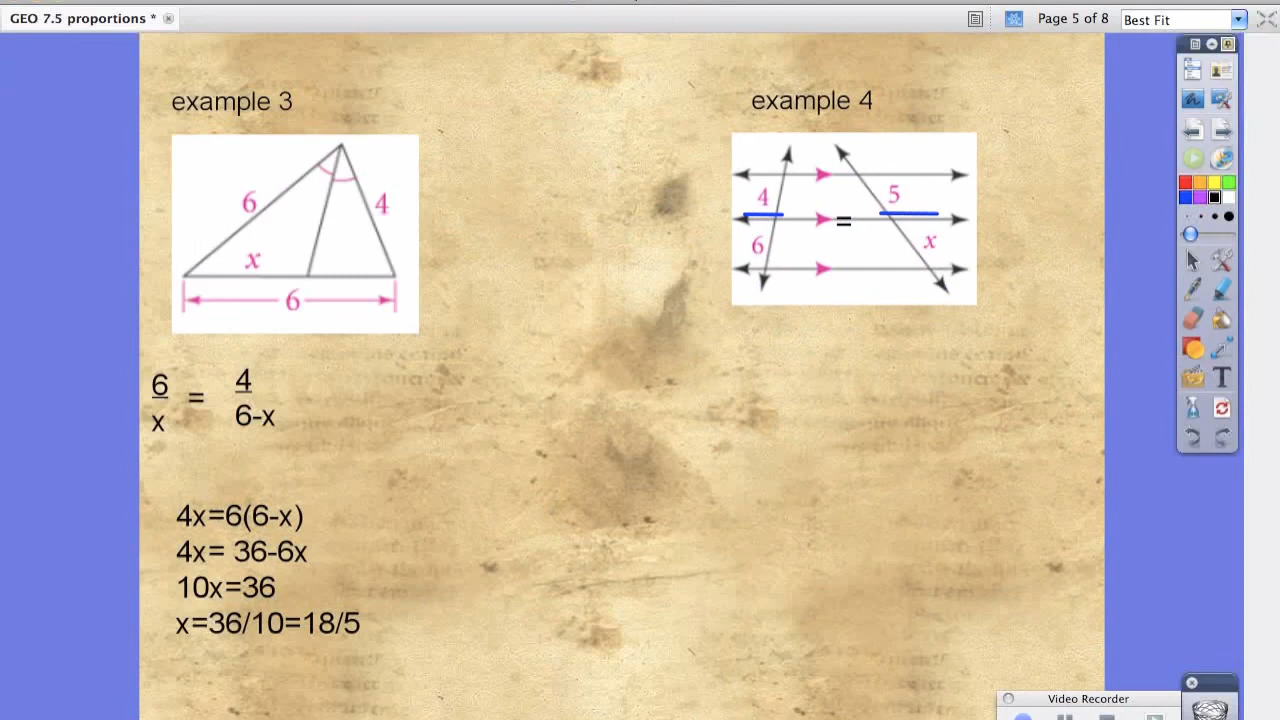 GEO 7.5 proportions *
Page 5 of 8
Best Fit
example 3
6
4
x
6
6 = 4
x 6-x
4x=6(6-x)
4x= 36-6x
10x=36
x=36/10=18/5
example 4
4 5
=
6 x
T
Video Recorder